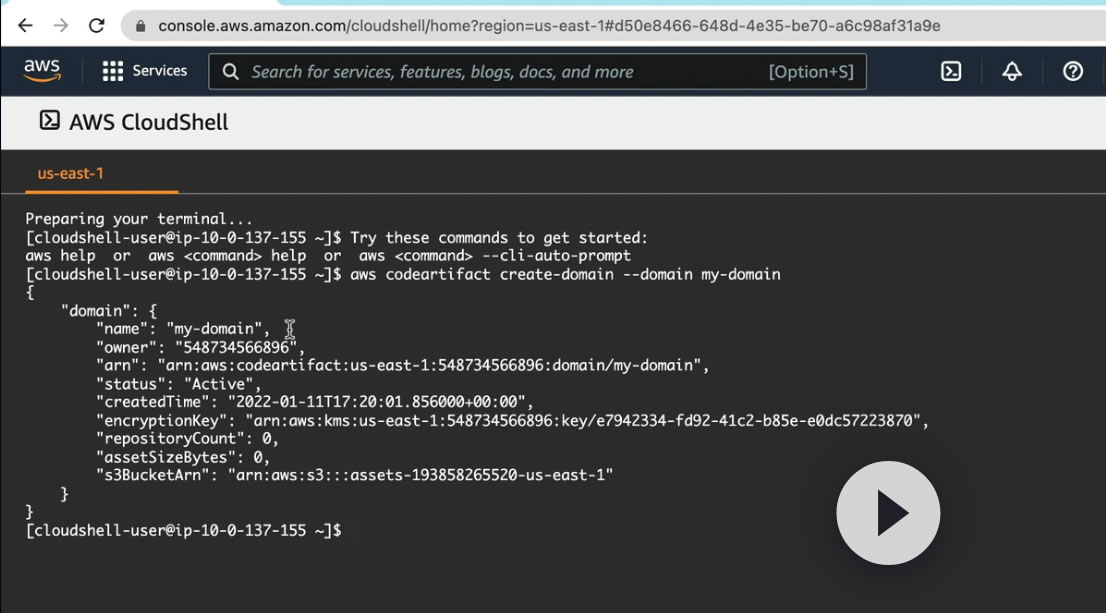 console.aws.amazon.com/cloudshell/home?region=us-east-1#d50e8466-648d-4e35-be70-a6c98af31a9e
aws Services Search for services, features, blogs, docs, and more [Option+S]
AWS CloudShell
us-east-1
Preparing your terminal...
[cloudshell-user@ip-10-0-137-155 ~]$ Try these commands to get started:
aws help or aws <command> help or aws <command> --cli-auto-prompt
[cloudshell-user@ip-10-0-137-155 ~]$ aws codeartifact create-domain --domain my-domain
{
    "domain": {
        "name": "my-domain",
        "owner": "548734566896",
        "arn": "arn:aws:codeartifact:us-east-1:548734566896:domain/my-domain",
        "status": "Active",
        "createdTime": "2022-01-11T17:20:01.856000+00:00",
        "encryptionKey": "arn:aws:kms:us-east-1:548734566896:key/e7942334-fd92-41c2-b85e-e0dc57223870",
        "repositoryCount": 0,
        "assetSizeBytes": 0,
        "s3BucketArn": "arn:aws:s3:::assets-193858265520-us-east-1"
    }
}
[cloudshell-user@ip-10-0-137-155 ~]$